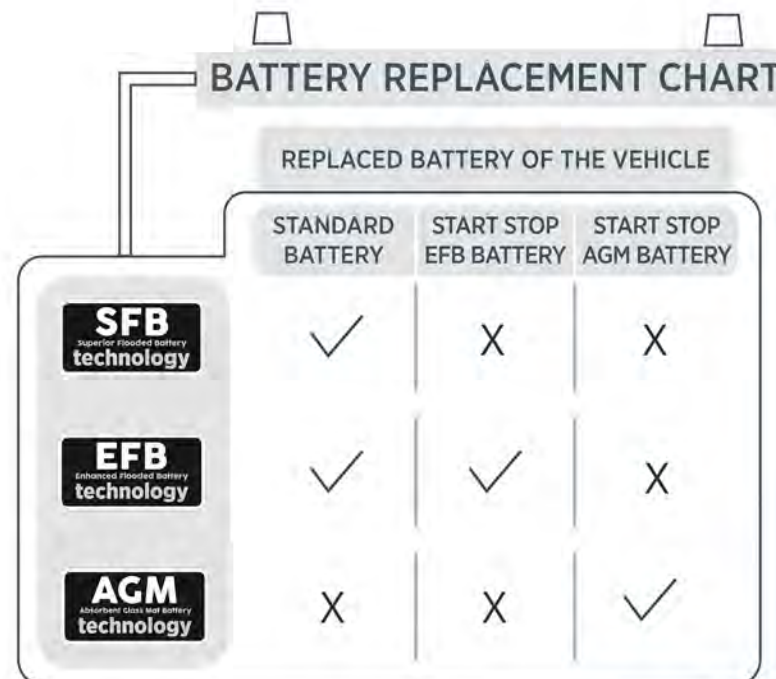 BATTERY REPLACEMENT CHART
REPLACED BATTERY OF THE VEHICLE
STANDARD BATTERY
START STOP EFB BATTERY
START STOP AGM BATTERY
SFB
Superior Flooded Battery
technology
X
X
EFB
Enhanced Flooded Battery
technology
X
AGM
Absorbent Glass Mat Battery
technology
X
X